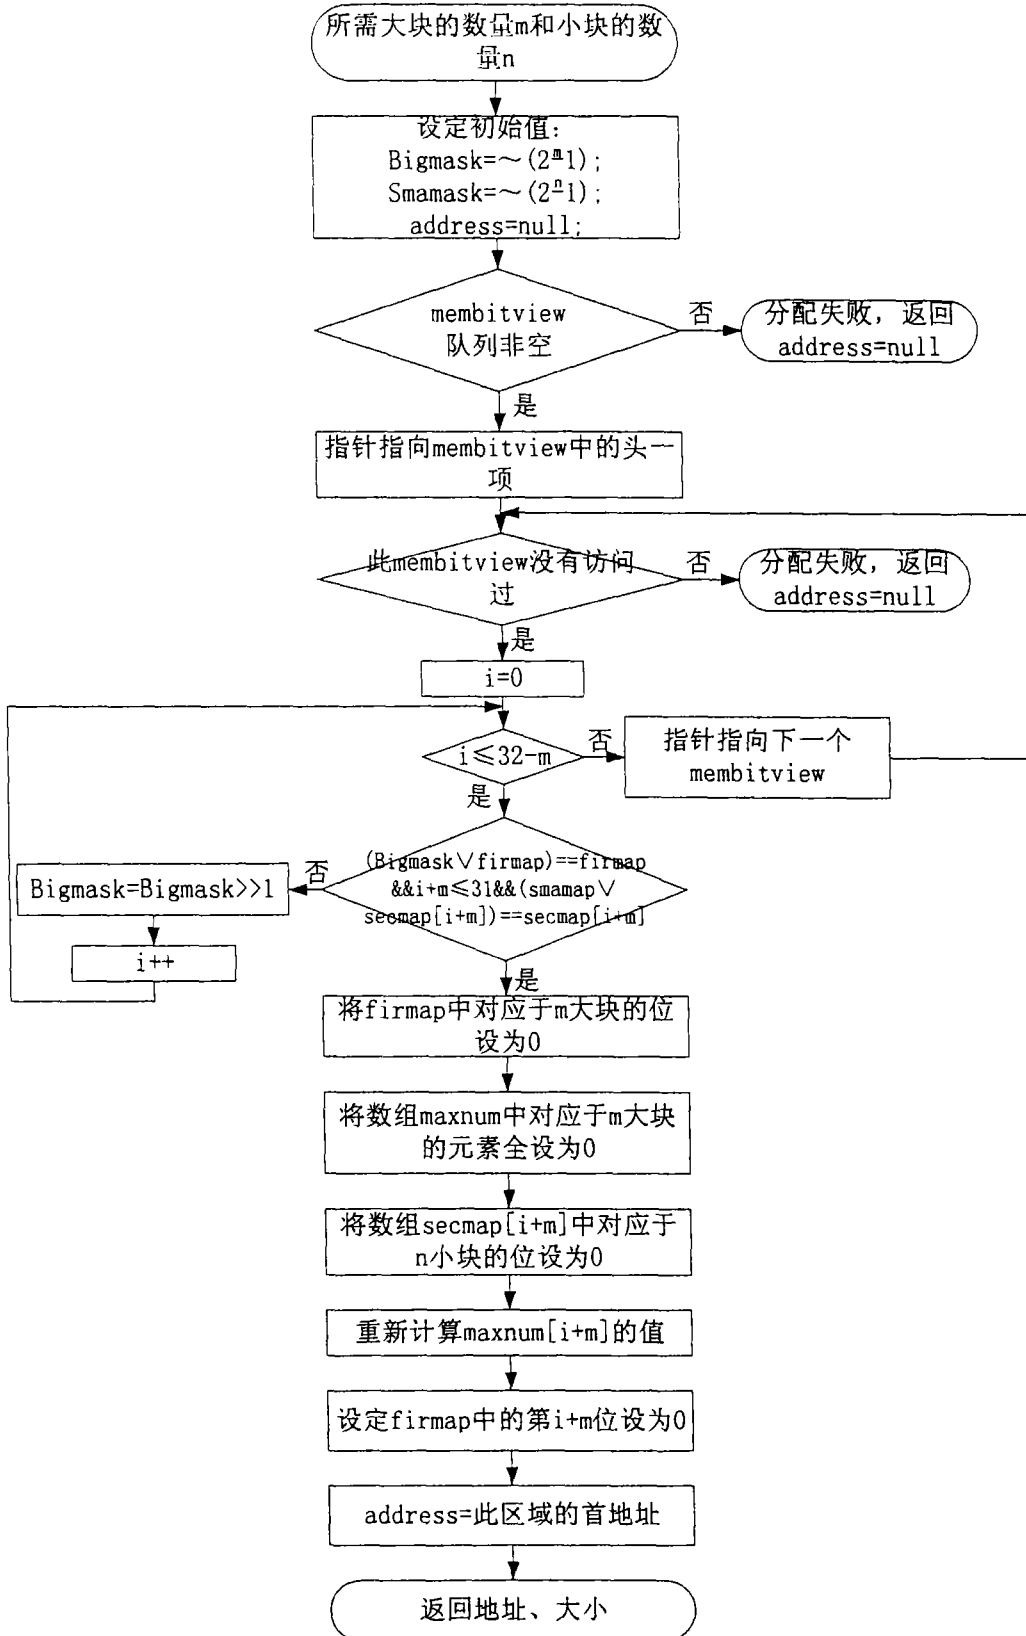 所需大块的数量m和小块的数
量n
设定初始值:
Bigmask=～(2^m-1);
Smamask=～(2^n-1);
address=null;
membitview
队列非空
否
分配失败，返回
address=null
是
指针指向membitview中的头一
项
此membitview没有访问
过
否
分配失败，返回
address=null
是
i=0
i≤32-m
否
指针指向下一个
membitview
是
(Bigmask∨firmap)==firmap
&&i+m≤31&&(smamap∨
secmap[i+m])==secmap[i+m]
否
Bigmask=Bigmask>>1
i++
是
将firmap中对应于m大块的位
设为0
将数组maxnum中对应于m大块
的元素全设为0
将数组secmap[i+m]中对应于
n小块的位设为0
重新计算maxnum[i+m]的值
设定firmap中的第i+m位设为0
address=此区域的首地址
返回地址、大小